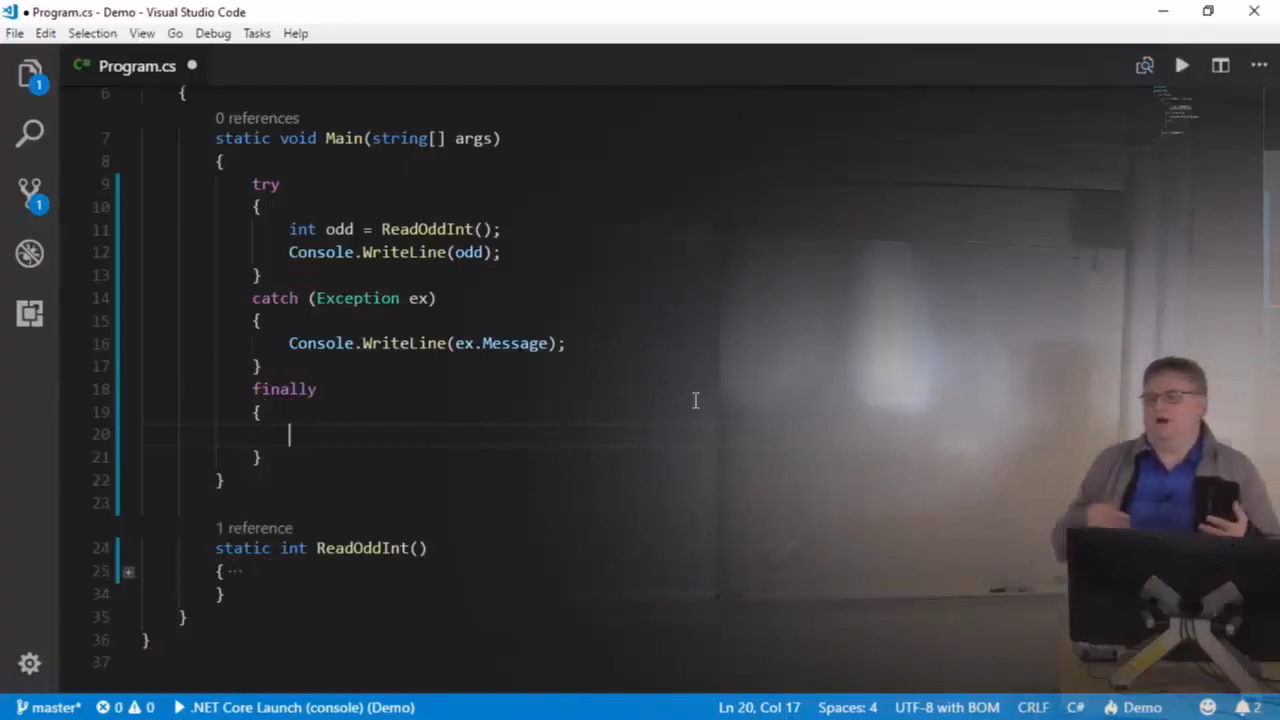 ● Program.cs - Demo - Visual Studio Code
File Edit Selection View Go Debug Tasks Help
C# Program.cs ●
1
1
6 {
0 references
7 static void Main(string[] args)
8 {
9 try
10 {
11 int odd = ReadOddInt();
12 Console.WriteLine(odd);
13 }
14 catch (Exception ex)
15 {
16 Console.WriteLine(ex.Message);
17 }
18 finally
19 {
20
21 }
22 }
23
1 reference
24 static int ReadOddInt()
25 { ...
34 }
35 }
36 }
37
master* 0 0 .NET Core Launch (console) (Demo) Ln 20, Col 17 Spaces: 4 UTF-8 with BOM CRLF C# Demo 2